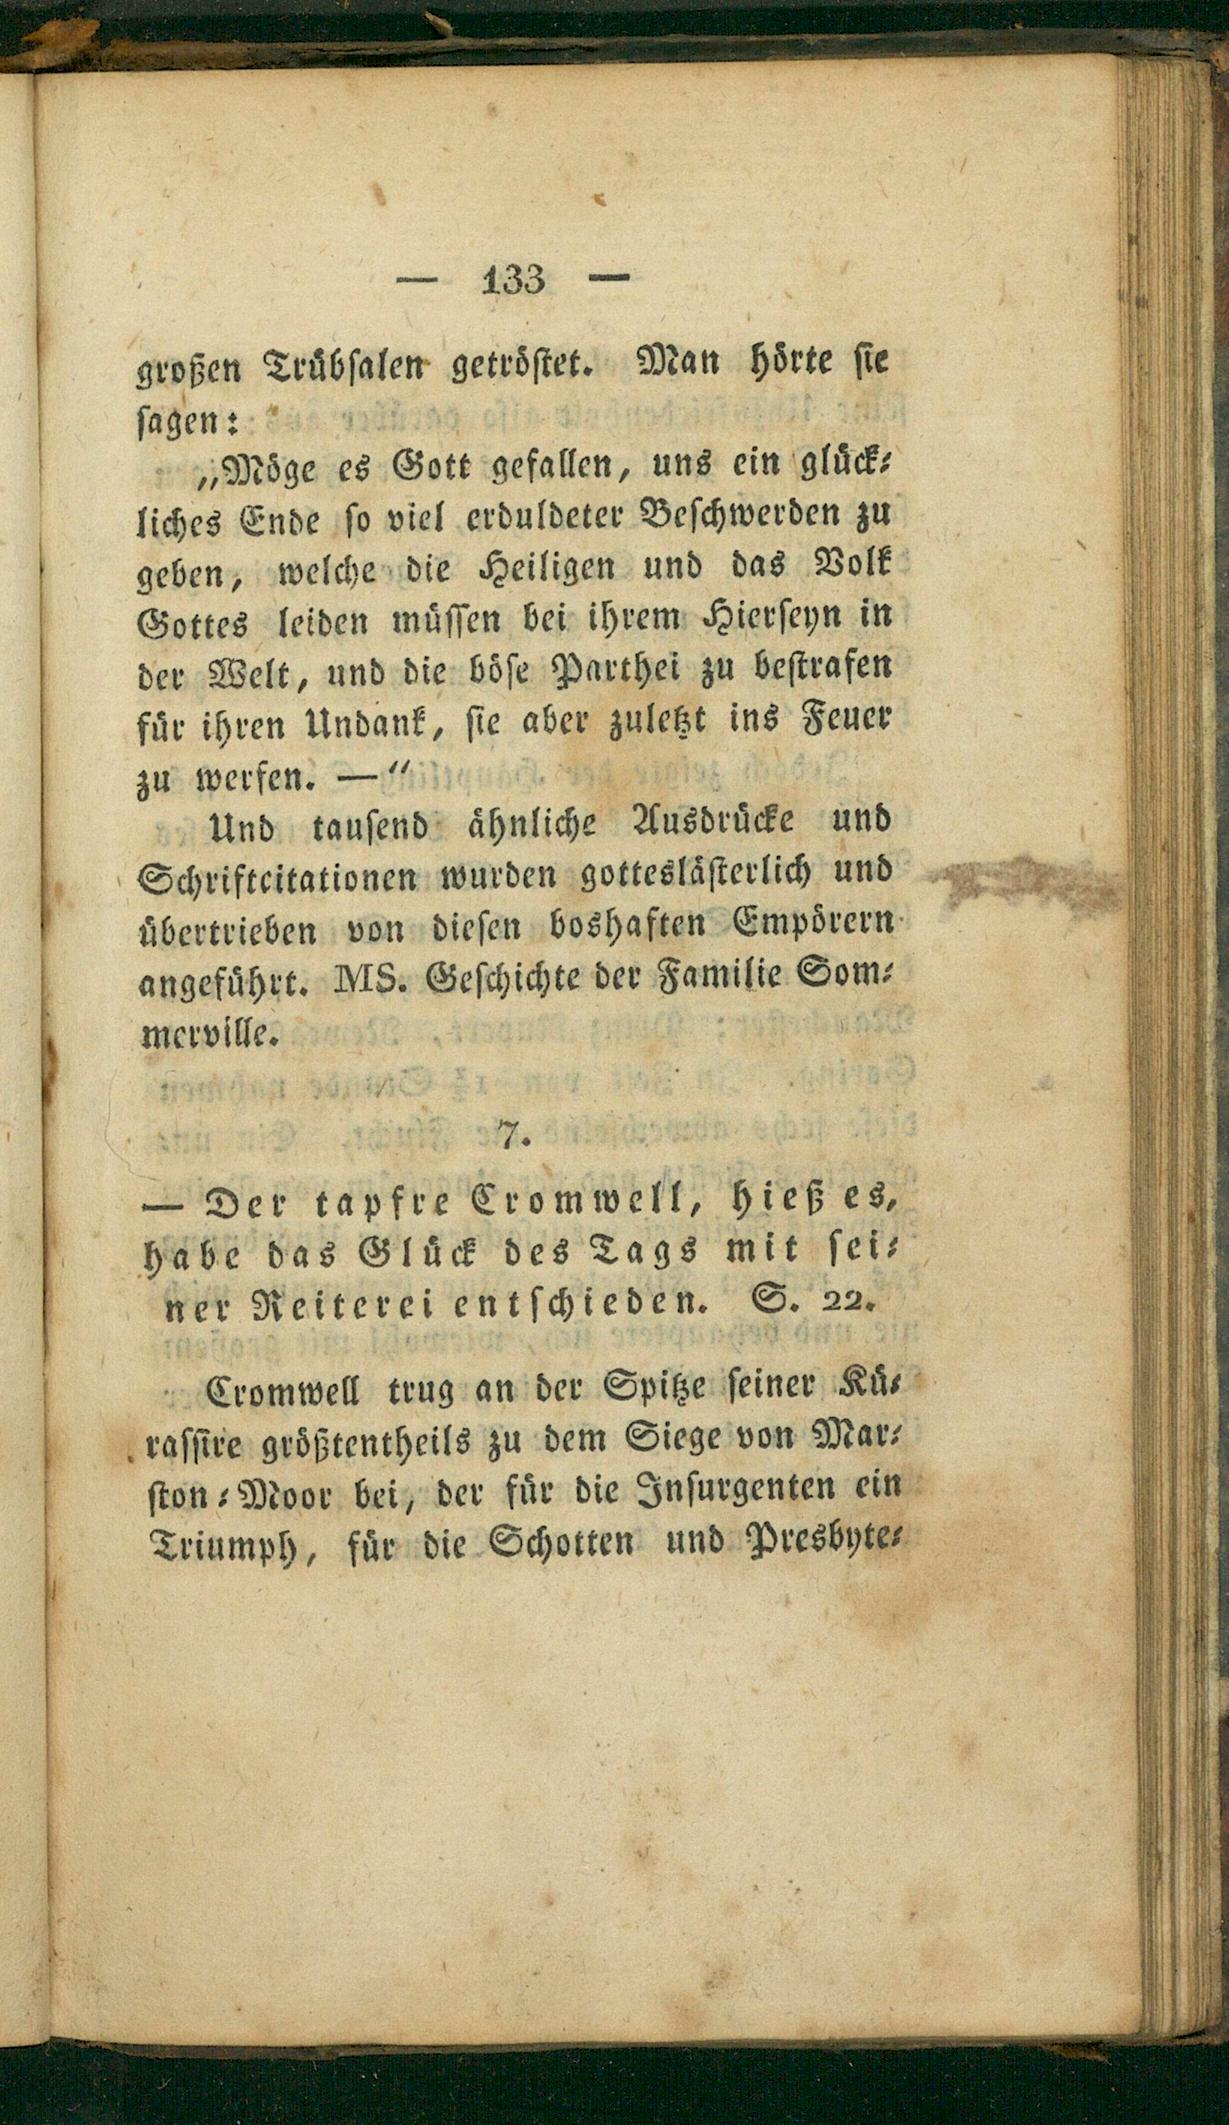 — 133 —
großen Trübsalen getröstet. Man hörte sie
sagen:
„Möge es Gott gefallen, uns ein glück-
liches Ende so viel erduldeter Beschwerden zu
geben, welche die Heiligen und das Volk
Gottes leiden müssen bei ihrem Hierseyn in
der Welt, und die böse Parthei zu bestrafen
für ihren Undank, sie aber zuletzt ins Feuer
zu werfen. —“
Und tausend ähnliche Ausdrücke und
Schriftcitationen wurden gotteslästerlich und
übertrieben von diesen boshaften Empörern
angeführt. MS. Geschichte der Familie Som-
merville.
7.
— Der tapfre Cromwell, hieß es,
habe das Glück des Tags mit sei-
ner Reiterei entschieden. S. 22.
Cromwell trug an der Spitze seiner Kü-
rassire größtentheils zu dem Siege von Mar-
ston-Moor bei, der für die Insurgenten ein
Triumph, für die Schotten und Presbyte-